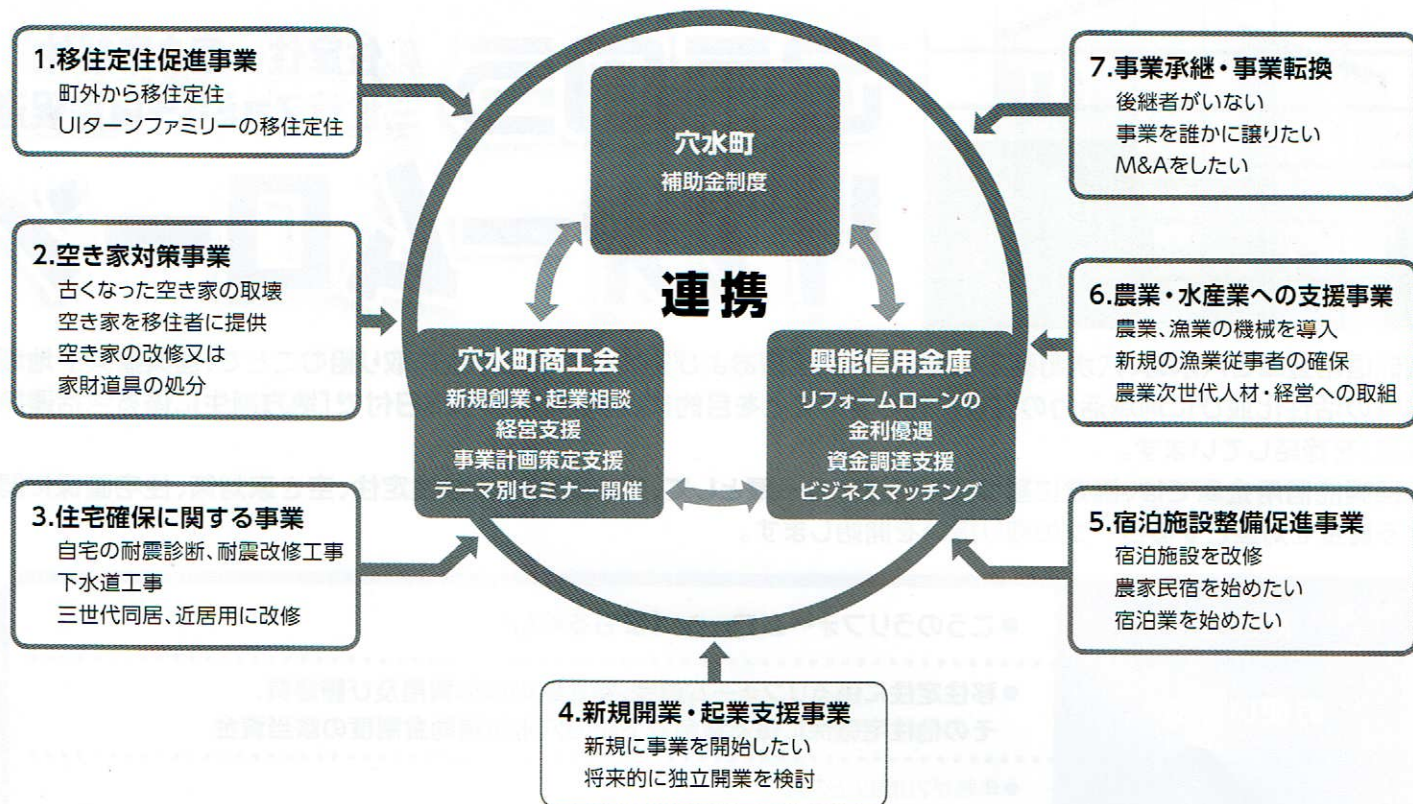 1.移住定住促進事業
町外から移住定住
UIターンファミリーの移住定住
2.空き家対策事業
古くなった空き家の取壊
空き家を移住者に提供
空き家の改修又は
家財道具の処分
3.住宅確保に関する事業
自宅の耐震診断、耐震改修工事
下水道工事
三世代同居、近居用に改修
穴水町
補助金制度
連携
穴水町商工会
新規創業・起業相談
経営支援
事業計画策定支援
テーマ別セミナー開催
興能信用金庫
リフォームローンの
金利優遇
資金調達支援
ビジネスマッチング
4.新規開業・起業支援事業
新規に事業を開始したい
将来的に独立開業を検討
7.事業承継・事業転換
後継者がいない
事業を誰かに譲りたい
M&Aをしたい
6.農業・水産業への支援事業
農業、漁業の機械を導入
新規の漁業従事者の確保
農業次世代人材・経営への取組
5.宿泊施設整備促進事業
宿泊施設を改修
農家民宿を始めたい
宿泊業を始めたい